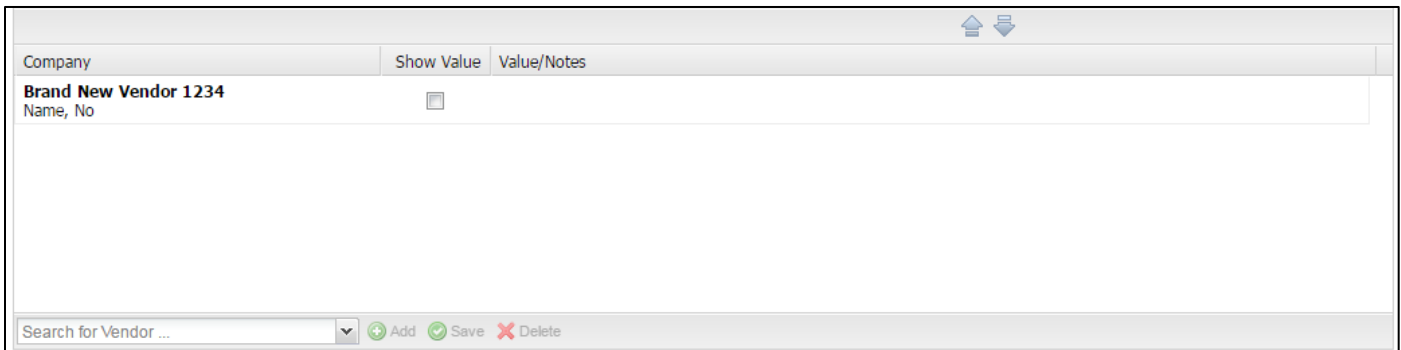 Company Show Value Value/Notes
Brand New Vendor 1234
Name, No
Search for Vendor ... Add Save Delete